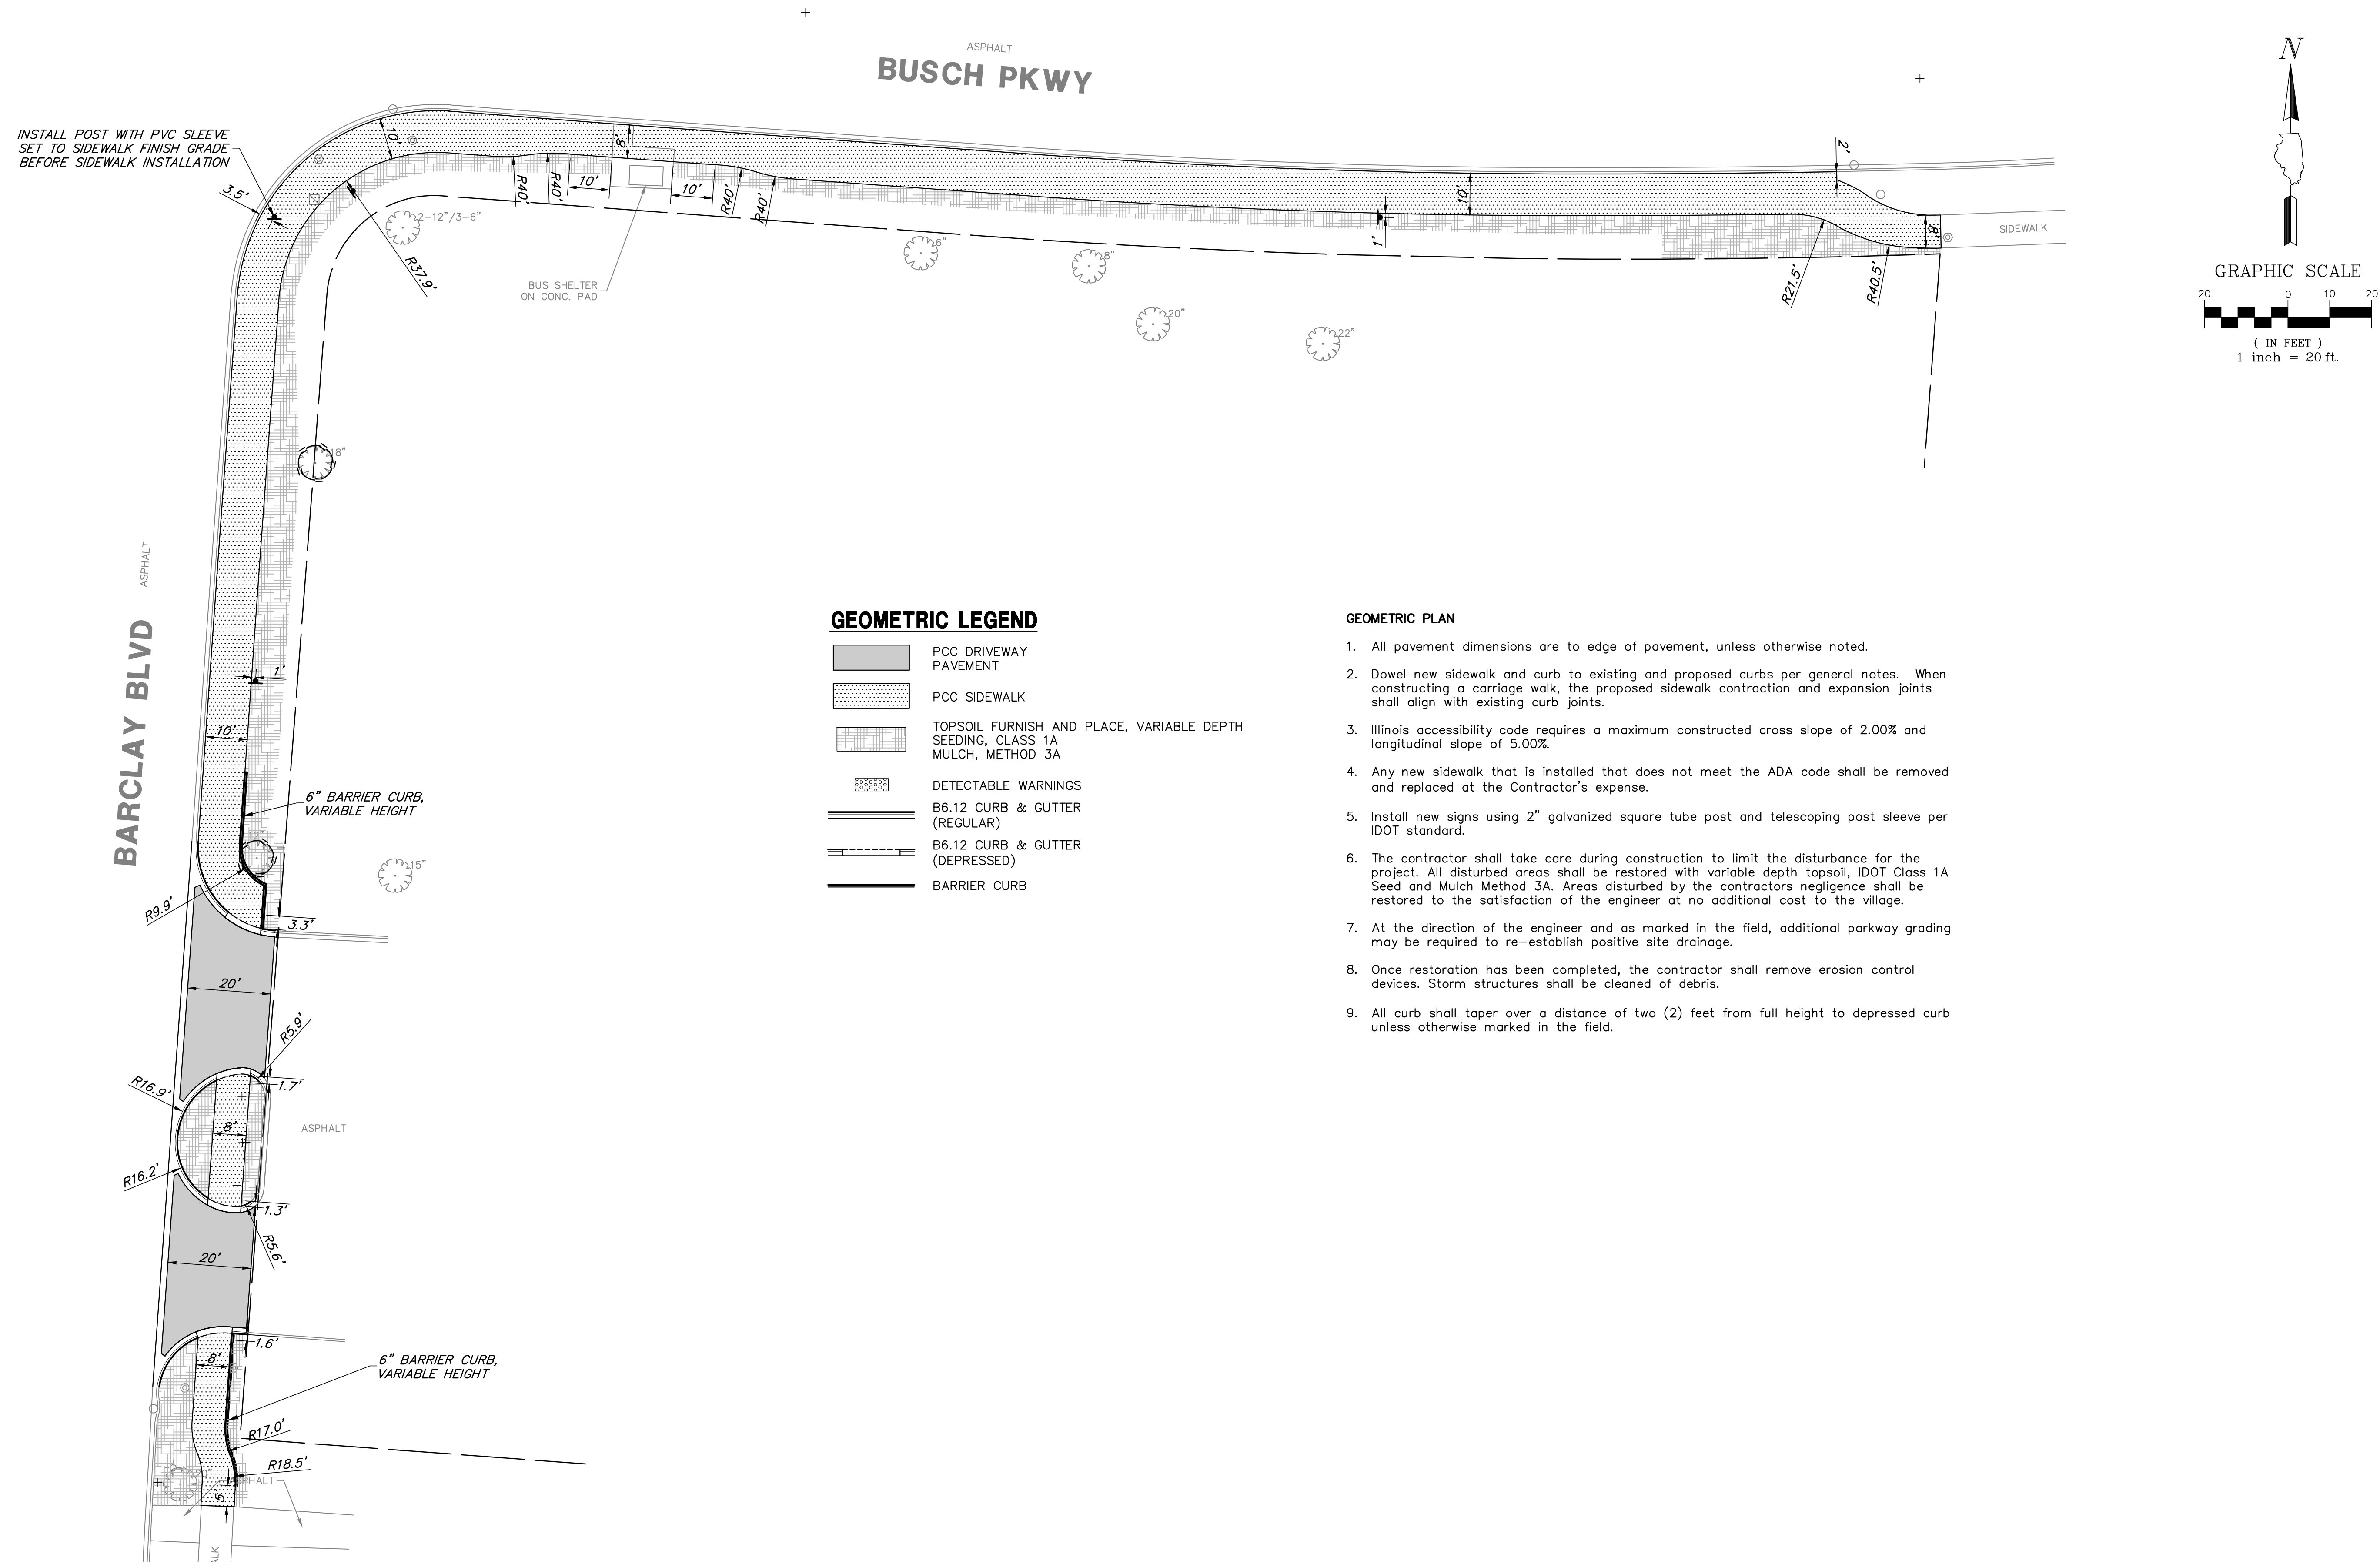 ASPHALT
BUSCH PKWY
N
INSTALL POST WITH PVC SLEEVE
SET TO SIDEWALK FINISH GRADE
BEFORE SIDEWALK INSTALLATION
3.5'
10'
8'
2'
R40'
R40'
10'
10'
R40'
R40'
10'
1'
8'
SIDEWALK
R21.5'
R40.5'
2-12"/3-6"
R37.9'
6"
8"
20"
22"
BUS SHELTER
ON CONC. PAD
GRAPHIC SCALE
20 0 10 20
( IN FEET )
1 inch = 20 ft.
18"
ASPHALT
BARCLAY BLVD
1'
10'
6" BARRIER CURB,
VARIABLE HEIGHT
15"
R9.9'
3.3'
20'
R5.9'
1.7'
R16.9'
8'
ASPHALT
R16.2'
1.3'
R5.6'
20'
1.6'
8'
6" BARRIER CURB,
VARIABLE HEIGHT
R17.0'
R18.5'
5'
GEOMETRIC LEGEND
PCC DRIVEWAY
PAVEMENT
PCC SIDEWALK
TOPSOIL FURNISH AND PLACE, VARIABLE DEPTH
SEEDING, CLASS 1A
MULCH, METHOD 3A
DETECTABLE WARNINGS
B6.12 CURB & GUTTER
(REGULAR)
B6.12 CURB & GUTTER
(DEPRESSED)
BARRIER CURB
GEOMETRIC PLAN
1. All pavement dimensions are to edge of pavement, unless otherwise noted.
2. Dowel new sidewalk and curb to existing and proposed curbs per general notes. When
constructing a carriage walk, the proposed sidewalk contraction and expansion joints
shall align with existing curb joints.
3. Illinois accessibility code requires a maximum constructed cross slope of 2.00% and
longitudinal slope of 5.00%.
4. Any new sidewalk that is installed that does not meet the ADA code shall be removed
and replaced at the Contractor's expense.
5. Install new signs using 2" galvanized square tube post and telescoping post sleeve per
IDOT standard.
6. The contractor shall take care during construction to limit the disturbance for the
project. All disturbed areas shall be restored with variable depth topsoil, IDOT Class 1A
Seed and Mulch Method 3A. Areas disturbed by the contractors negligence shall be
restored to the satisfaction of the engineer at no additional cost to the village.
7. At the direction of the engineer and as marked in the field, additional parkway grading
may be required to re-establish positive site drainage.
8. Once restoration has been completed, the contractor shall remove erosion control
devices. Storm structures shall be cleaned of debris.
9. All curb shall taper over a distance of two (2) feet from full height to depressed curb
unless otherwise marked in the field.